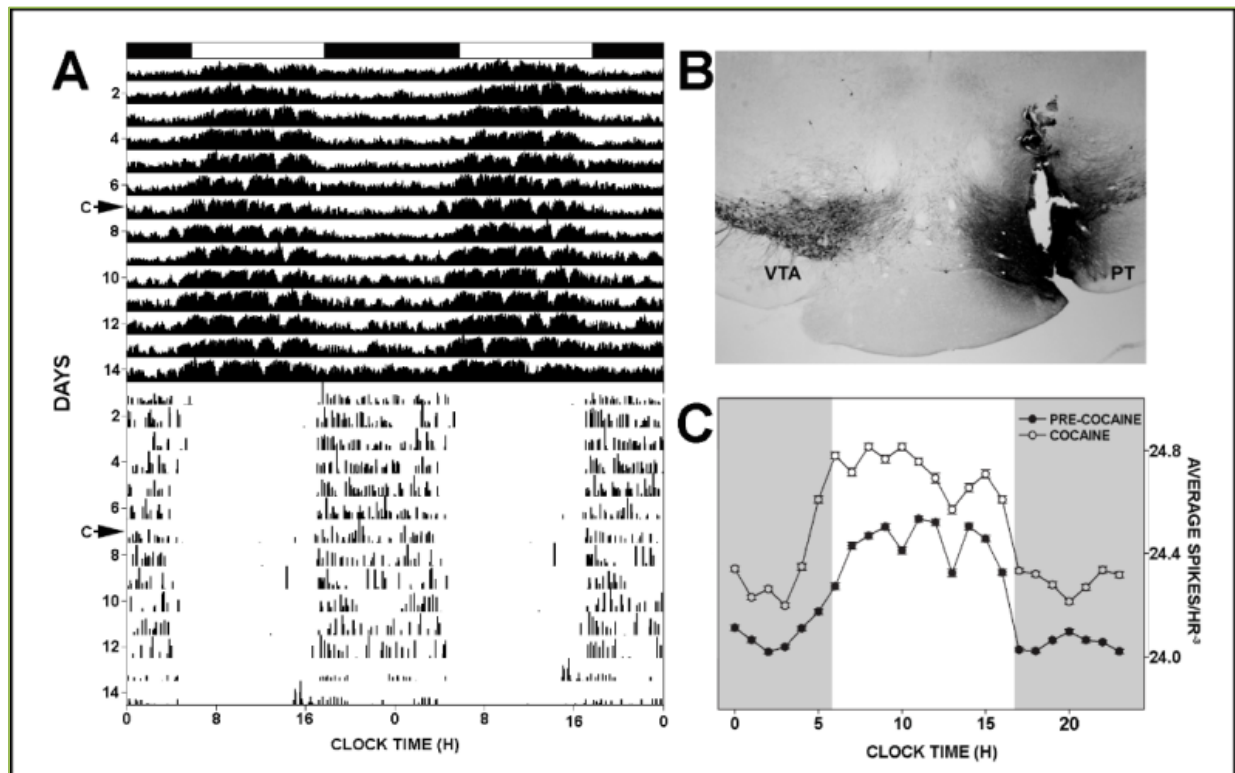 A
2
4
6
C
8
10
12
14
2
4
6
C
8
10
12
14
DAYS
0 8 16 0 8 16 0
CLOCK TIME (H)
B
VTA PT
C
PRE-COCAINE
COCAINE
24.8
24.4
24.0
AVERAGE SPIKES/HR⁻³
0 5 10 15 20
CLOCK TIME (H)